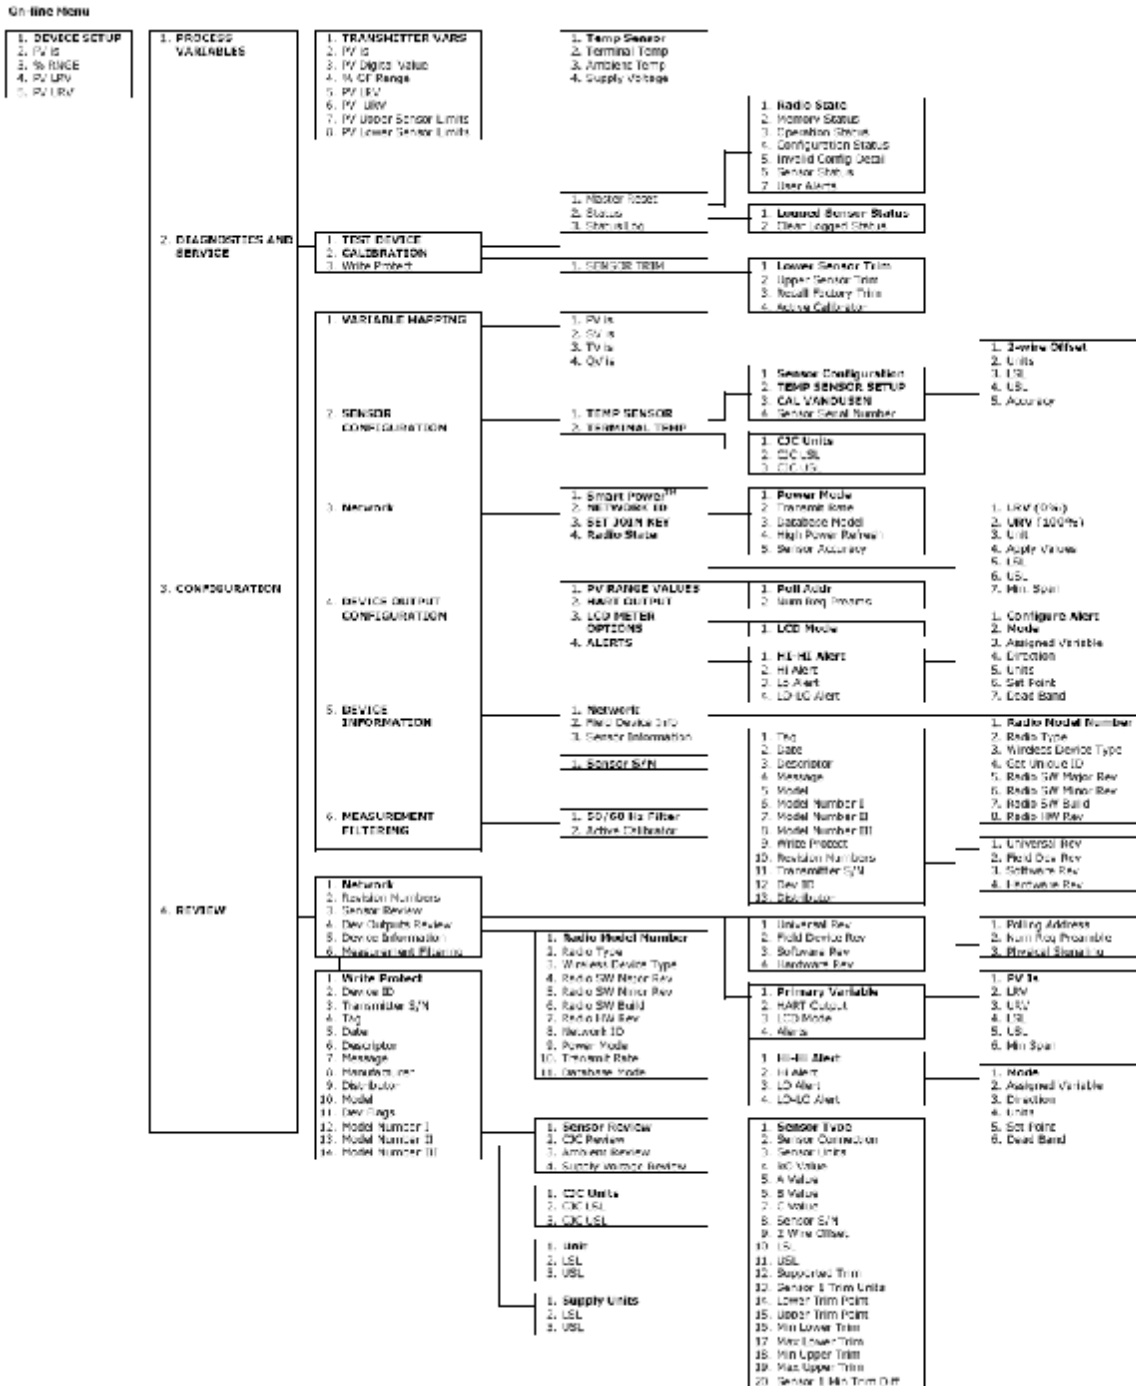 On-line Menu
1. DEVICE SETUP
2. PV is
3. % RNGE
4. PV LRV
5. PV URV
1. PROCESS
VARIABLES
2. DIAGNOSTICS AND
SERVICE
3. CONFIGURATION
4. REVIEW
1. TRANSMITTER VARS
2. PV is
3. PV Digital Value
4. % OF Range
5. PV LRV
6. PV URV
7. PV Upper Sensor Limits
8. PV Lower Sensor Limits
1. Temp Sensor
2. Terminal Temp
3. Ambient Temp
4. Supply Voltage
1. TEST DEVICE
2. CALIBRATION
3. Write Protect
1. Master Reset
2. Status
3. Status Log
1. Radio State
2. Memory Status
3. Operation Status
4. Configuration Status
5. Invalid Config Detail
6. Sensor Status
7. User Alerts
1. Logged Sensor Status
2. Clear Logged Status
1. SENSOR TRIM
1. Lower Sensor Trim
2. Upper Sensor Trim
3. Recall Factory Trim
4. Active Calibrator
1. VARIABLE MAPPING
2. SENSOR
CONFIGURATION
3. Network
4. DEVICE OUTPUT
CONFIGURATION
5. DEVICE
INFORMATION
6. MEASUREMENT
FILTERING
1. PV is
2. SV is
3. TV is
4. QV is
1. TEMP SENSOR
2. TERMINAL TEMP
1. Sensor Configuration
2. TEMP SENSOR SETUP
3. CAL VANDUSEN
4. Sensor Serial Number
1. 2-wire Offset
2. Units
3. LSL
4. USL
5. Accuracy
1. CJC Units
2. CJC LSL
3. CJC USL
1. Smart Power™
2. NETWORK ID
3. SET JOIN KEY
4. Radio State
1. Power Mode
2. Transmit Rate
3. Database Model
4. High Power Refresh
5. Sensor Accuracy
1. LRV (0%)
2. URV (100%)
3. Unit
4. Apply Values
5. LSL
6. USL
7. Min. Span
1. PV RANGE VALUES
2. HART OUTPUT
3. LCD METER
OPTIONS
4. ALERTS
1. Poll Addr
2. Num Req Preams
1. LCD Mode
1. HI-HI Alert
2. Hi Alert
3. Lo Alert
4. LO-LO Alert
1. Configure Alert
2. Mode
3. Assigned Variable
4. Direction
5. Units
6. Set Point
7. Dead Band
1. Network
2. Field Device Info
3. Sensor Information
1. Sensor S/N
1. Tag
2. Date
3. Descriptor
4. Message
5. Model
6. Model Number I
7. Model Number II
8. Model Number III
9. Write Protect
10. Revision Numbers
11. Transmitter S/N
12. Dev ID
13. Distributor
1. Radio Model Number
2. Radio Type
3. Wireless Device Type
4. Get Unique ID
5. Radio SW Major Rev
6. Radio SW Minor Rev
7. Radio SW Build
8. Radio HW Rev
1. Universal Rev
2. Field Dev Rev
3. Software Rev
4. Hardware Rev
1. 50/60 Hz Filter
2. Active Calibrator
1. Network
2. Revision Numbers
3. Sensor Review
4. Dev Outputs Review
5. Device Information
6. Measurement Filtering
1. Write Protect
2. Device ID
3. Transmitter S/N
4. Tag
5. Date
6. Descriptor
7. Message
8. Manufacturer
9. Distributor
10. Model
11. Dev Flags
12. Model Number I
13. Model Number II
14. Model Number III
1. Radio Model Number
2. Radio Type
3. Wireless Device Type
4. Radio SW Major Rev
5. Radio SW Minor Rev
6. Radio SW Build
7. Radio HW Rev
8. Network ID
9. Power Mode
10. Transmit Rate
11. Database Mode
1. Universal Rev
2. Field Device Rev
3. Software Rev
4. Hardware Rev
1. Primary Variable
2. HART Output
3. LCD Mode
4. Alerts
1. Polling Address
2. Num Req Preamble
3. Physical Signaling
1. PV Is
2. LRV
3. URV
4. LSL
5. USL
6. Min Span
1. Hi-Hi Alert
2. Hi Alert
3. LO Alert
4. LO-LO Alert
1. Mode
2. Assigned Variable
3. Direction
4. Units
5. Set Point
6. Dead Band
1. Sensor Review
2. CJC Review
3. Ambient Review
4. Supply Voltage Review
1. CJC Units
2. CJC LSL
3. CJC USL
1. Unit
2. LSL
3. USL
1. Supply Units
2. LSL
3. USL
1. Sensor Type
2. Sensor Connection
3. Sensor Units
4. RO Value
5. A Value
6. B Value
7. C Value
8. Sensor S/N
9. 2 Wire Offset
10. LSL
11. USL
12. Supported Trim
13. Sensor 1 Trim Units
14. Lower Trim Point
15. Upper Trim Point
16. Min Lower Trim
17. Max Lower Trim
18. Min Upper Trim
19. Max Upper Trim
20. Sensor 1 Min Trim Diff